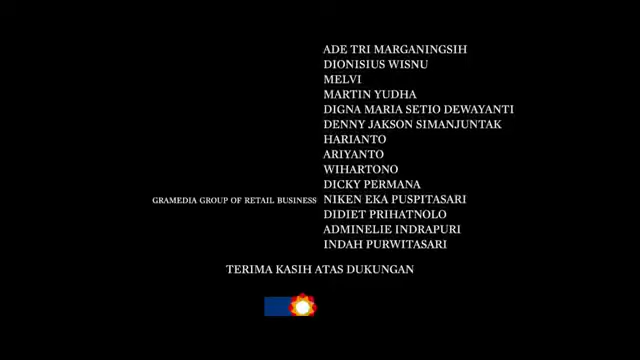 ADE TRI MARGANINGSIH
DIONISIUS WISNU
MELVI
MARTIN YUDHA
DIGNA MARIA SETIO DEWAYANTI
DENNY JAKSON SIMANJUNTAK
HARIANTO
ARIYANTO
WIHARTONO
DICKY PERMANA
GRAMEDIA GROUP OF RETAIL BUSINESS NIKEN EKA PUSPITASARI
DIDIET PRIHATNOLO
ADMINELIE INDRAPURI
INDAH PURWITASARI
TERIMA KASIH ATAS DUKUNGAN